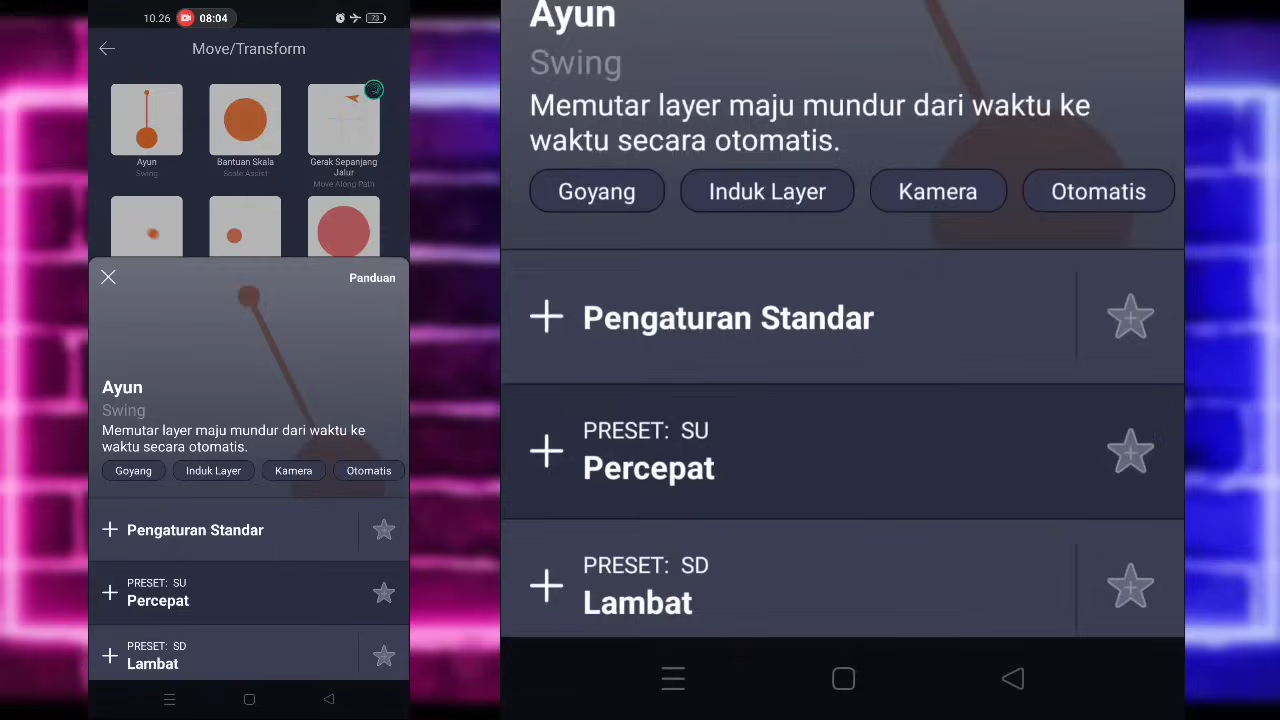 10.26
08:04
73
Move/Transform
Ayun
Swing
Bantuan Skala
Scale Assist
Gerak Sepanjang
Jalur
Move Along Path
Panduan
Ayun
Swing
Memutar layer maju mundur dari waktu ke
waktu secara otomatis.
Goyang
Induk Layer
Kamera
Otomatis
Pengaturan Standar
PRESET: SU
Percepat
PRESET: SD
Lambat
Ayun
Swing
Memutar layer maju mundur dari waktu ke
waktu secara otomatis.
Goyang
Induk Layer
Kamera
Otomatis
Pengaturan Standar
PRESET: SU
Percepat
PRESET: SD
Lambat